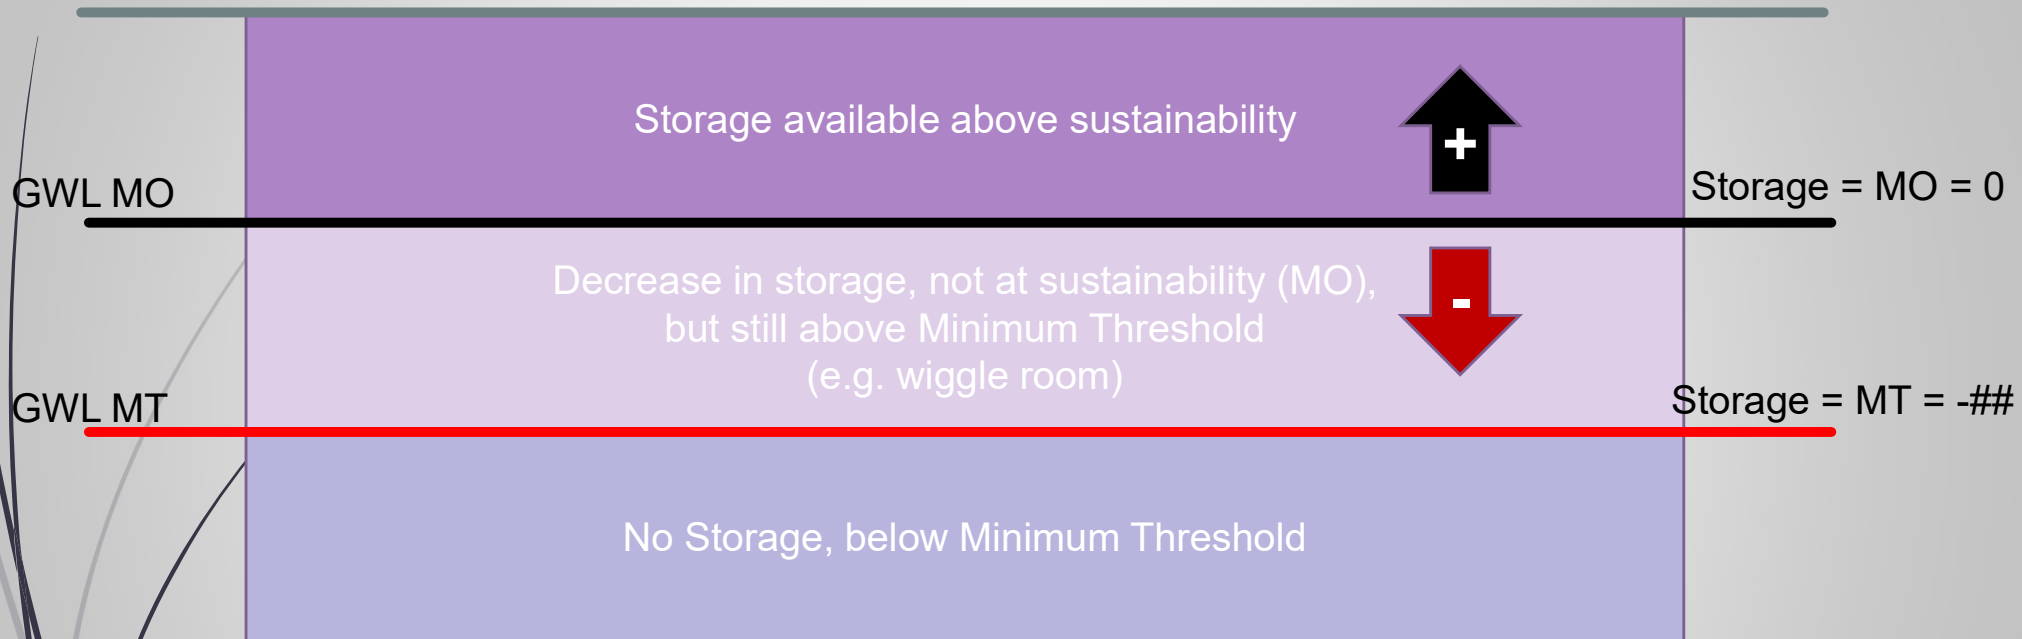 Storage available above sustainability
+
GWL MO
Storage = MO = 0
Decrease in storage, not at sustainability (MO),
but still above Minimum Threshold
(e.g. wiggle room)
-
GWL MT
Storage = MT = -##
No Storage, below Minimum Threshold